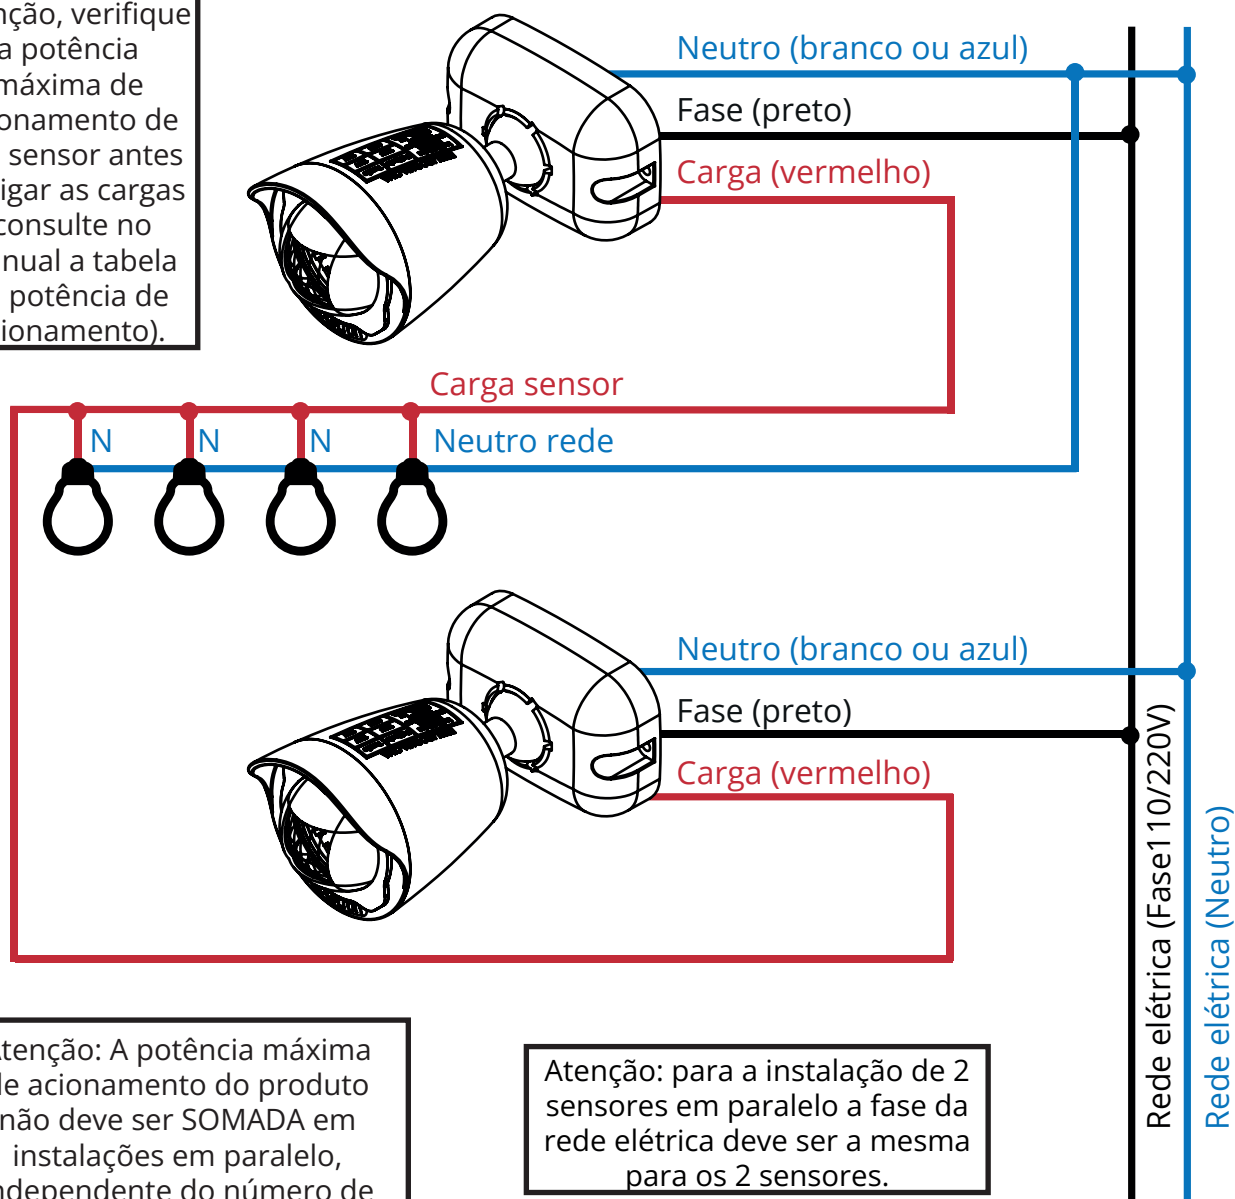 nção, verifique
a potência
máxima de
onamento de
sensor antes
igar as cargas
consulte no
nual a tabela
potência de
ionamento).
Neutro (branco ou azul)
Fase (preto)
Carga (vermelho)
Carga sensor
N N N Neutro rede
Neutro (branco ou azul)
Fase (preto)
Carga (vermelho)
Rede elétrica (Fase110/220V)
Rede elétrica (Neutro)
Atenção: A potência máxima
de acionamento do produto
não deve ser SOMADA em
instalações em paralelo,
ndependente do número de
Atenção: para a instalação de 2
sensores em paralelo a fase da
rede elétrica deve ser a mesma
para os 2 sensores.